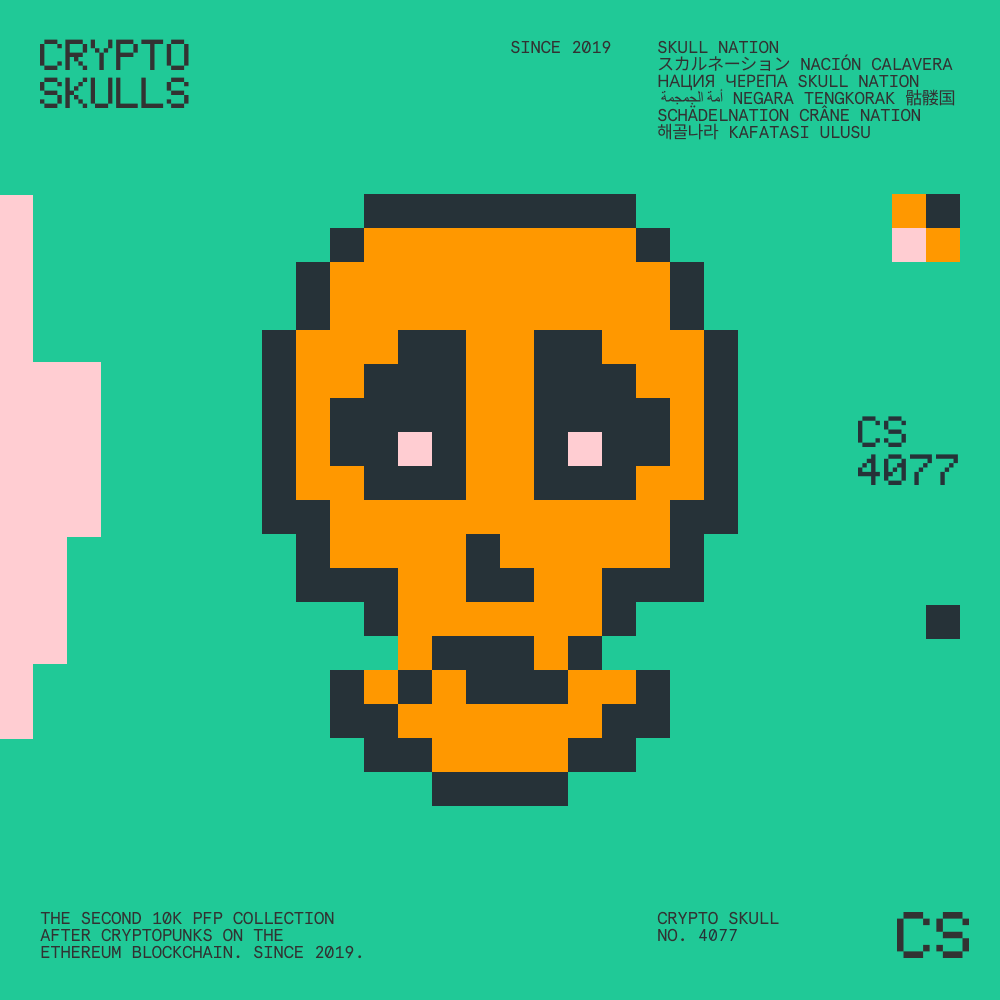 CRYPTO
SKULLS
SINCE 2019
SKULL NATION
スカルネーション NACIÓN CALAVERA
НАЦИЯ ЧЕРЕПА SKULL NATION
أمة الجمجمة NEGARA TENGKORAK 骷髏国
SCHÄDELNATION CRÂNE NATION
해골나라 KAFATASI ULUSU
CS
4077
THE SECOND 10K PFP COLLECTION
AFTER CRYPTOPUNKS ON THE
ETHEREUM BLOCKCHAIN. SINCE 2019.
CRYPTO SKULL
NO. 4077
CS